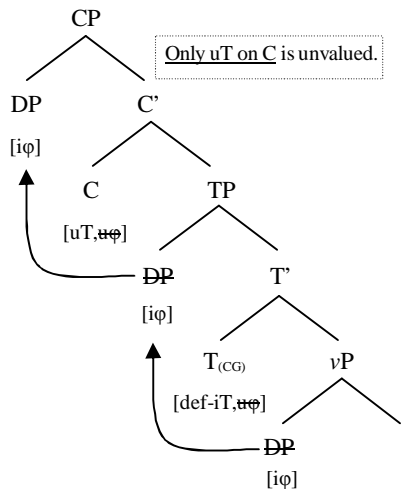 CP
Only uT on C is unvalued.
DP C’
[iφ]
C TP
[uT,uφ]
DP T’
[iφ]
T(CG) vP
[def-iT,uφ]
DP
[iφ]